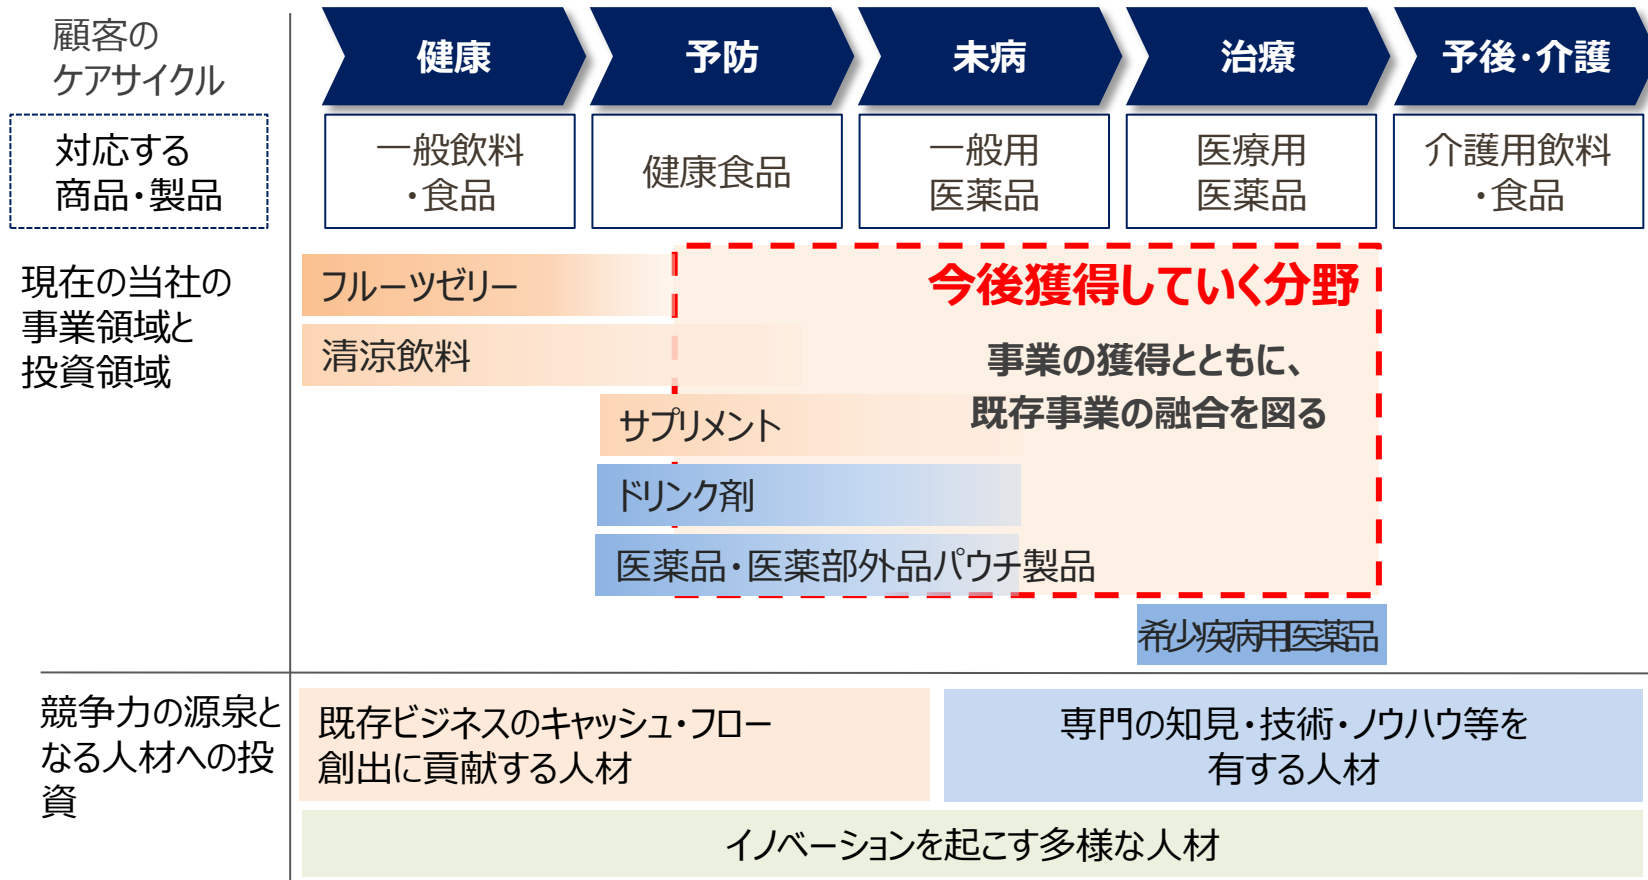 顧客の
ケアサイクル
健康
予防
未病
治療
予後・介護
対応する
商品・製品
一般飲料
・食品
健康食品
一般用
医薬品
医療用
医薬品
介護用飲料
・食品
現在の当社の
事業領域と
投資領域
フルーツゼリー
清涼飲料
サプリメント
ドリンク剤
医薬品・医薬部外品パウチ製品
今後獲得していく分野
事業の獲得とともに、
既存事業の融合を図る
希少疾病用医薬品
競争力の源泉と
なる人材への投
資
既存ビジネスのキャッシュ・フロー
創出に貢献する人材
専門の知見・技術・ノウハウ等を
有する人材
イノベーションを起こす多様な人材